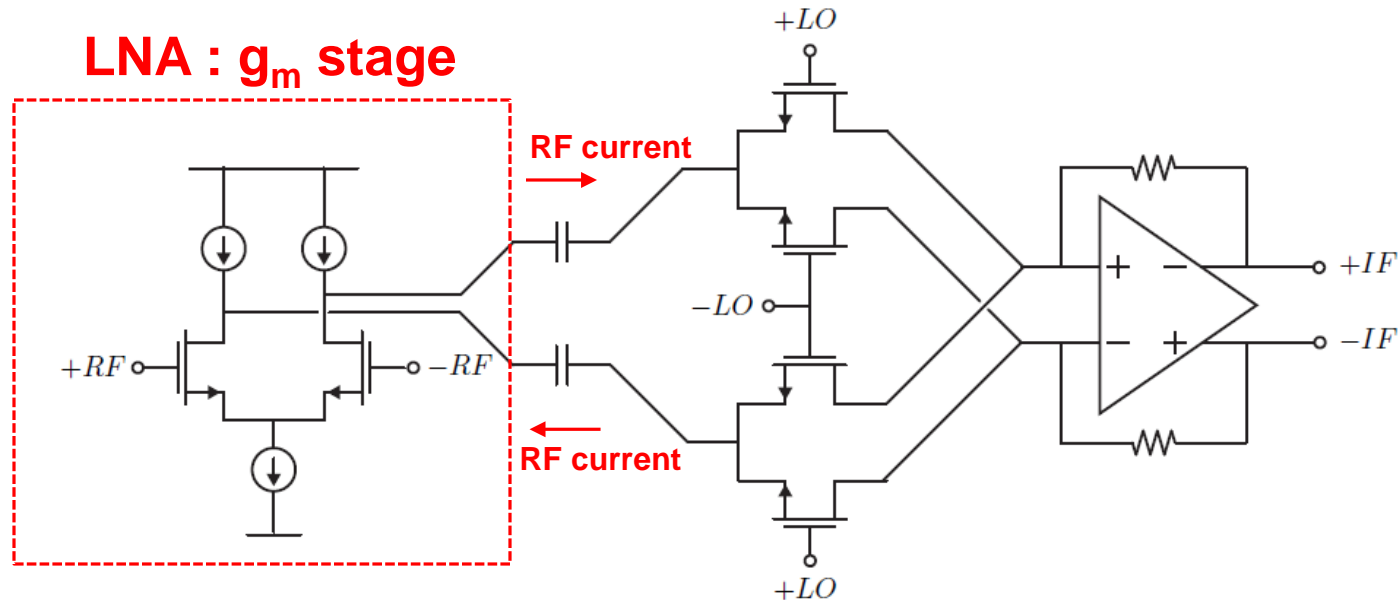 LNA : gm stage
+LO
RF current
+RF
−RF
−LO
+ −
− +
+IF
−IF
RF current
+LO